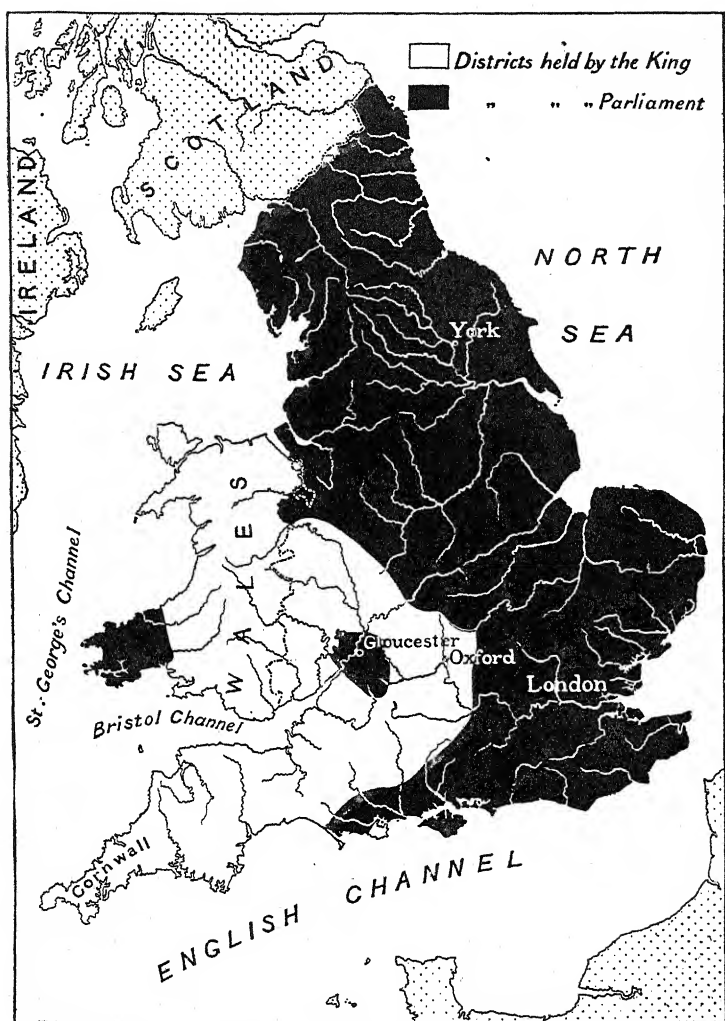 Districts held by the King
„ „ „ Parliament
SCOTLAND
IRELAND
NORTH
SEA
York
IRISH SEA
WALES
St. George's Channel
Gloucester
Oxford
London
Bristol Channel
Cornwall
ENGLISH CHANNEL